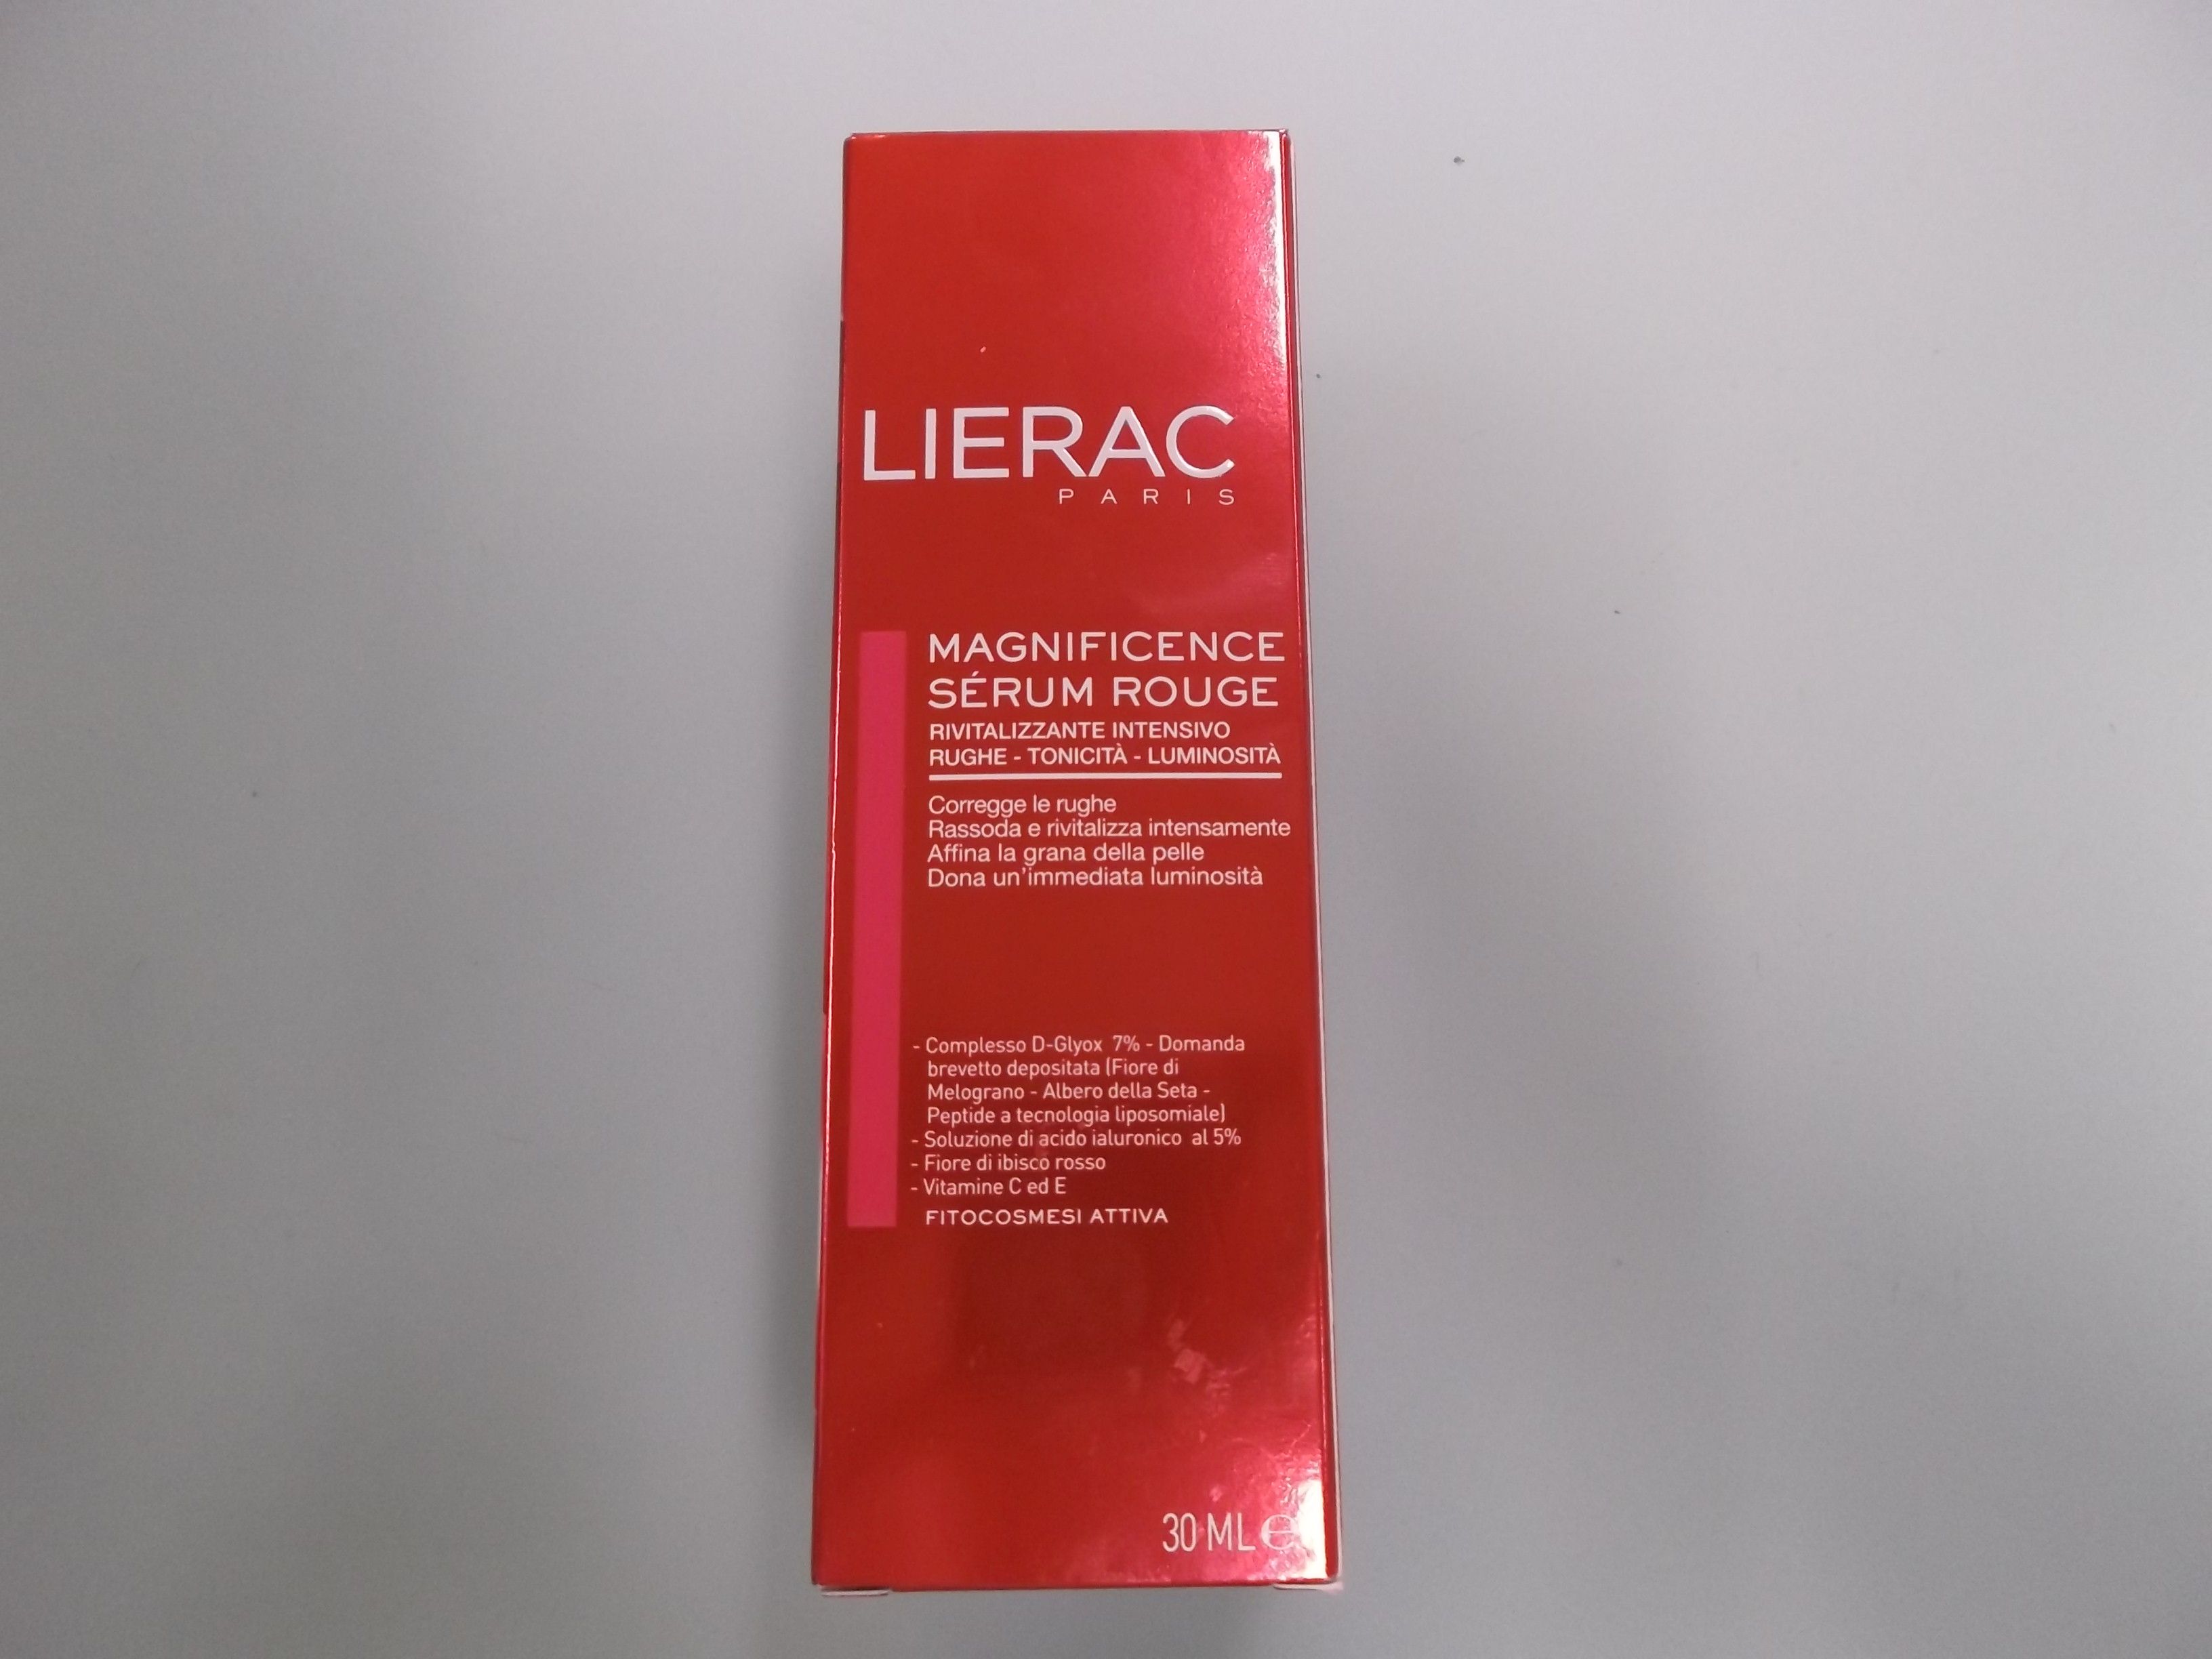 LIERAC
PARIS
MAGNIFICENCE
SÉRUM ROUGE
RIVITALIZZANTE INTENSIVO
RUGHE - TONICITÀ - LUMINOSITÀ
Corregge le rughe
Rassoda e rivitalizza intensamente
Affina la grana della pelle
Dona un'immediata luminosità
- Complesso D-Glyox 7% - Domanda
brevetto depositata (Fiore di
Melograno - Albero della Seta -
Peptide a tecnologia liposomiale)
- Soluzione di acido ialuronico al 5%
- Fiore di ibisco rosso
- Vitamine C ed E
FITOCOSMESI ATTIVA
30 ML ℮